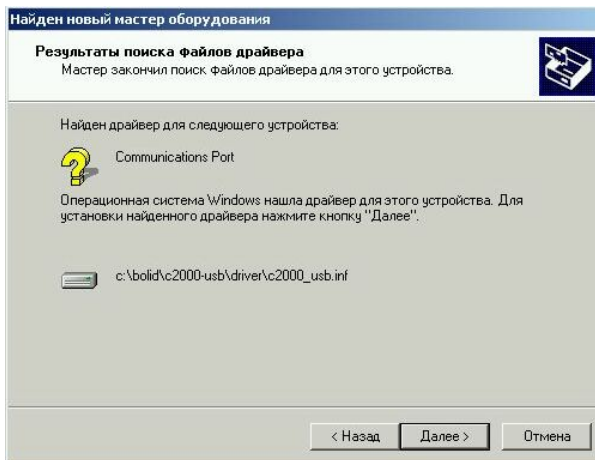 Найден новый мастер оборудования
Результаты поиска файлов драйвера
Мастер закончил поиск файлов драйвера для этого устройства.
Найден драйвер для следующего устройства:
Communications Port
Операционная система Windows нашла драйвер для этого устройства. Для
установки найденного драйвера нажмите кнопку "Далее".
c:\bolid\c2000-usb\driver\c2000_usb.inf
< Назад
Далее >
Отмена